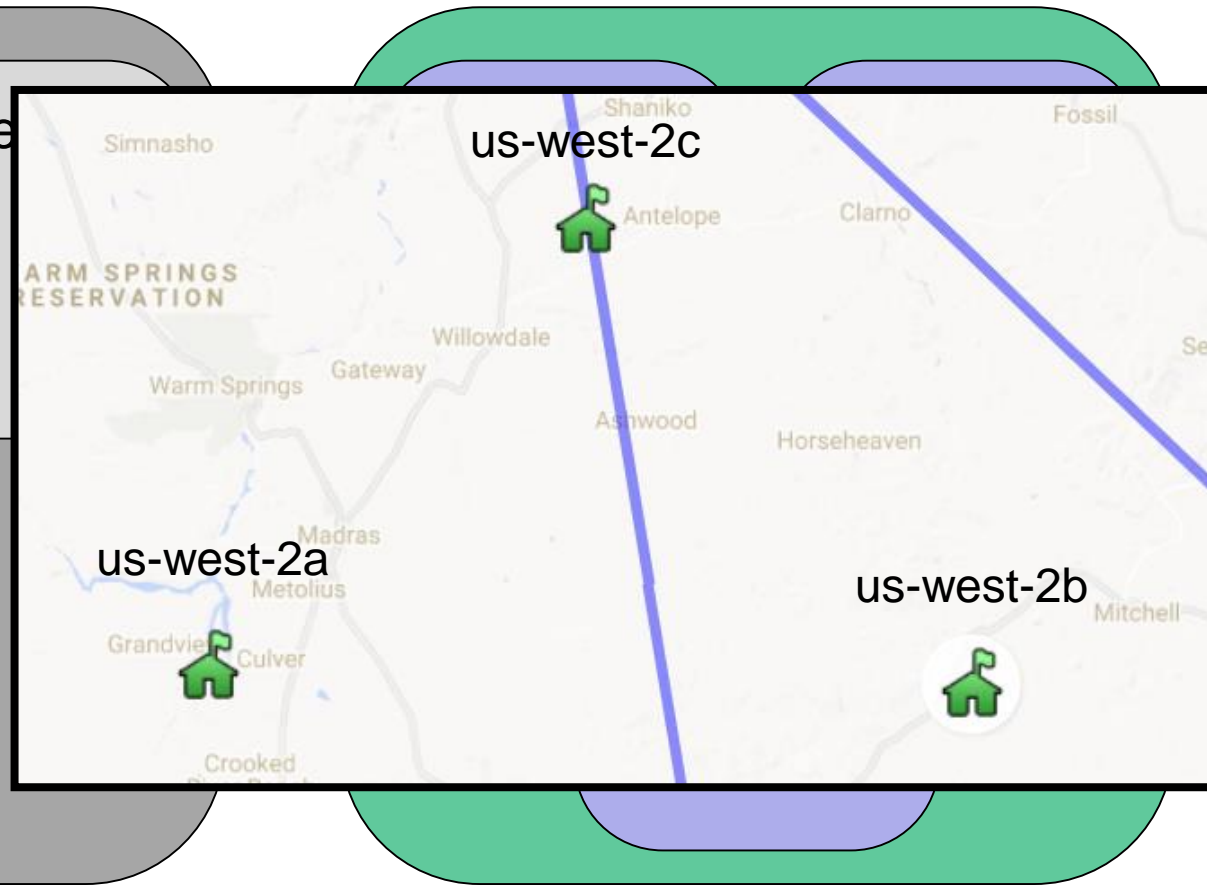 Shaniko
Fossil
us-west-2c
Simnasho
Antelope
Clarno
ARM SPRINGS
RESERVATION
Willowdale
Gateway
Warm Springs
Ashwood
Horseheaven
Madras
us-west-2a
us-west-2b
Metolius
Mitchell
Grandvie
Culver
Crooked